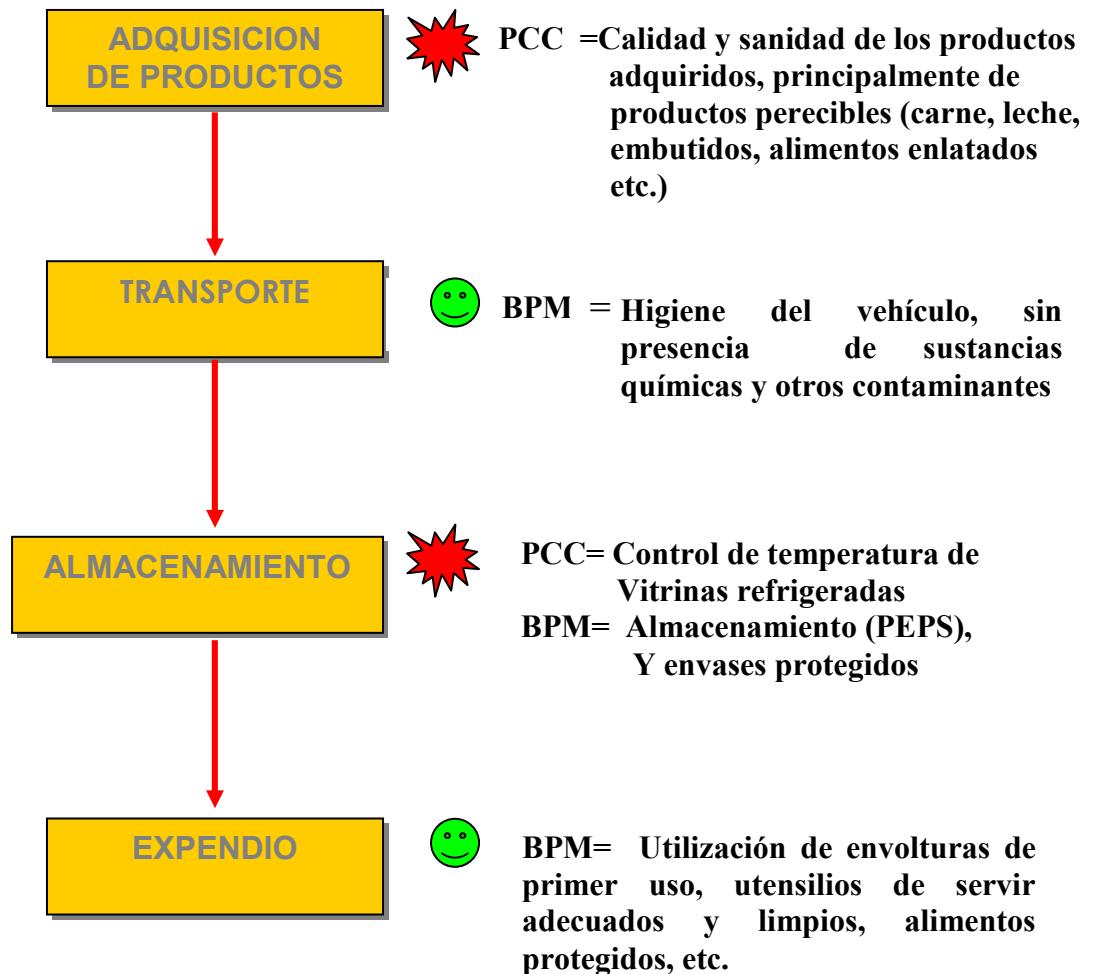 ADQUISICION
DE PRODUCTOS
PCC =Calidad y sanidad de los productos
adquiridos, principalmente de
productos perecibles (carne, leche,
embutidos, alimentos enlatados
etc.)
TRANSPORTE
BPM = Higiene del vehículo, sin
presencia de sustancias
químicas y otros contaminantes
ALMACENAMIENTO
PCC= Control de temperatura de
Vitrinas refrigeradas
BPM= Almacenamiento (PEPS),
Y envases protegidos
EXPENDIO
BPM= Utilización de envolturas de
primer uso, utensilios de servir
adecuados y limpios, alimentos
protegidos, etc.